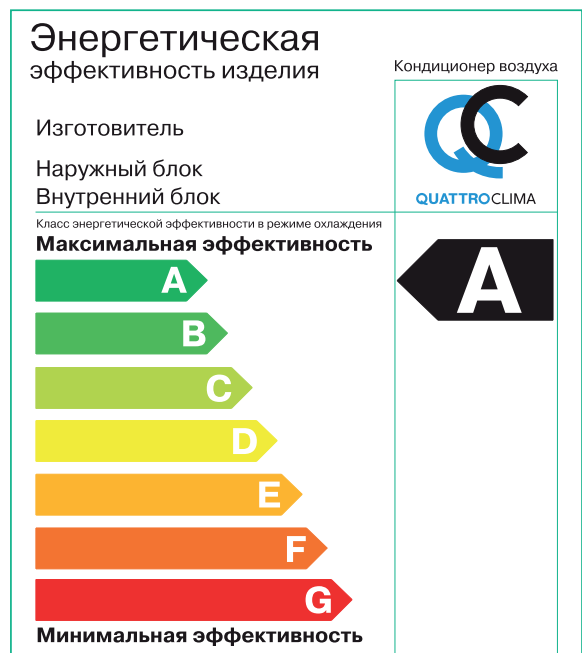 Энергетическая
эффективность изделия
Кондиционер воздуха
Изготовитель
Наружный блок
Внутренний блок
QC
QUATTROCLIMA
Класс энергетической эффективности в режиме охлаждения
Максимальная эффективность
A
A
B
C
D
E
F
G
Минимальная эффективность